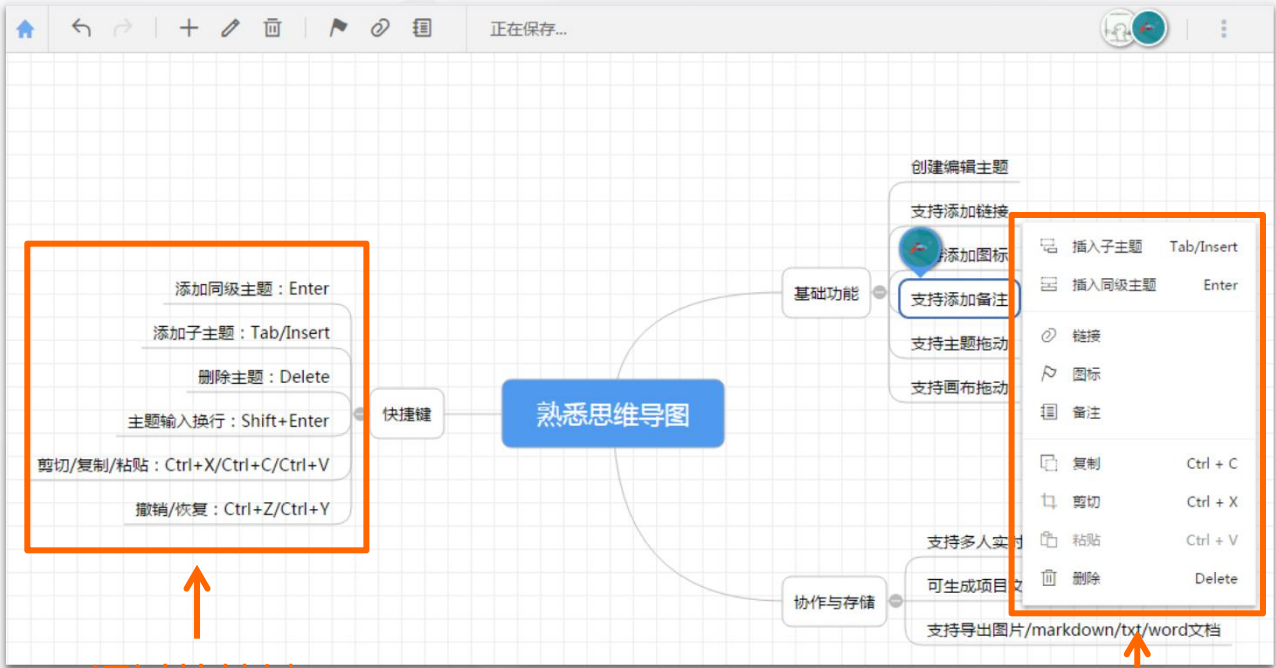 正在保存...
创建编辑主题
支持添加链接
添加图标
支持添加备注
支持主题拖动
支持画布拖动
基础功能
插入子主题 Tab/Insert
插入同级主题 Enter
链接
图标
备注
复制 Ctrl + C
剪切 Ctrl + X
粘贴 Ctrl + V
删除 Delete
添加同级主题：Enter
添加子主题：Tab/Insert
删除主题：Delete
主题输入换行：Shift+Enter
剪切/复制/粘贴：Ctrl+X/Ctrl+C/Ctrl+V
撤销/恢复：Ctrl+Z/Ctrl+Y
快捷键
熟悉思维导图
协作与存储
支持多人实时
可生成项目文
支持导出图片/markdown/txt/word文档